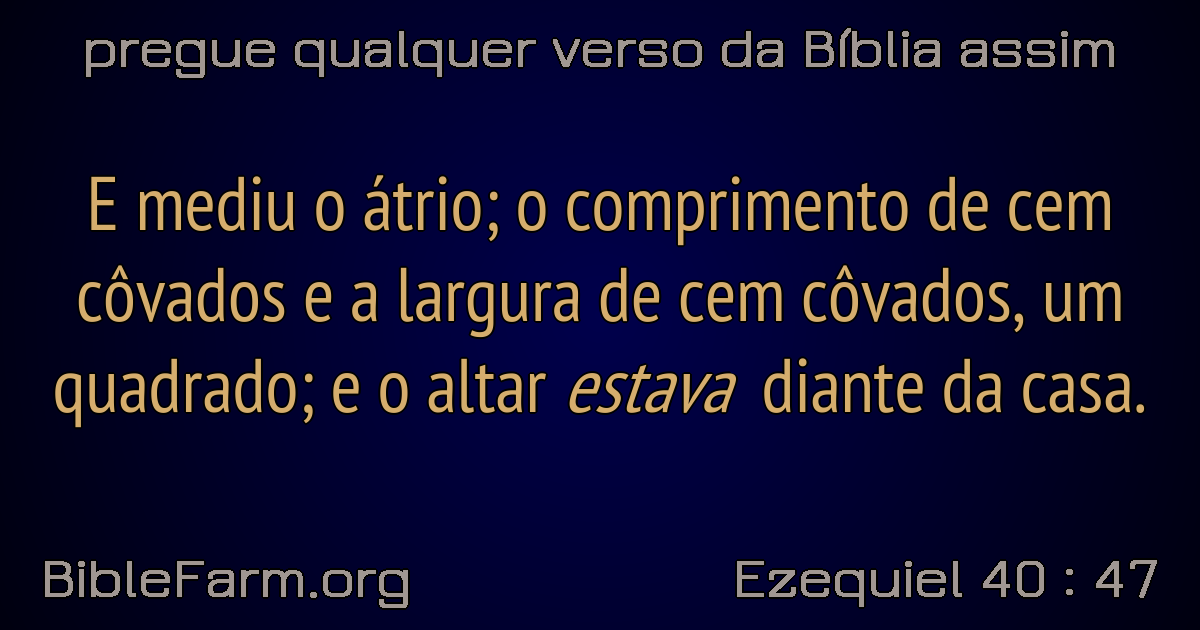 pregue qualquer verso da Bíblia assim
E mediu o átrio; o comprimento de cem
côvados e a largura de cem côvados, um
quadrado; e o altar estava diante da casa.
BibleFarm.org
Ezequiel 40 : 47